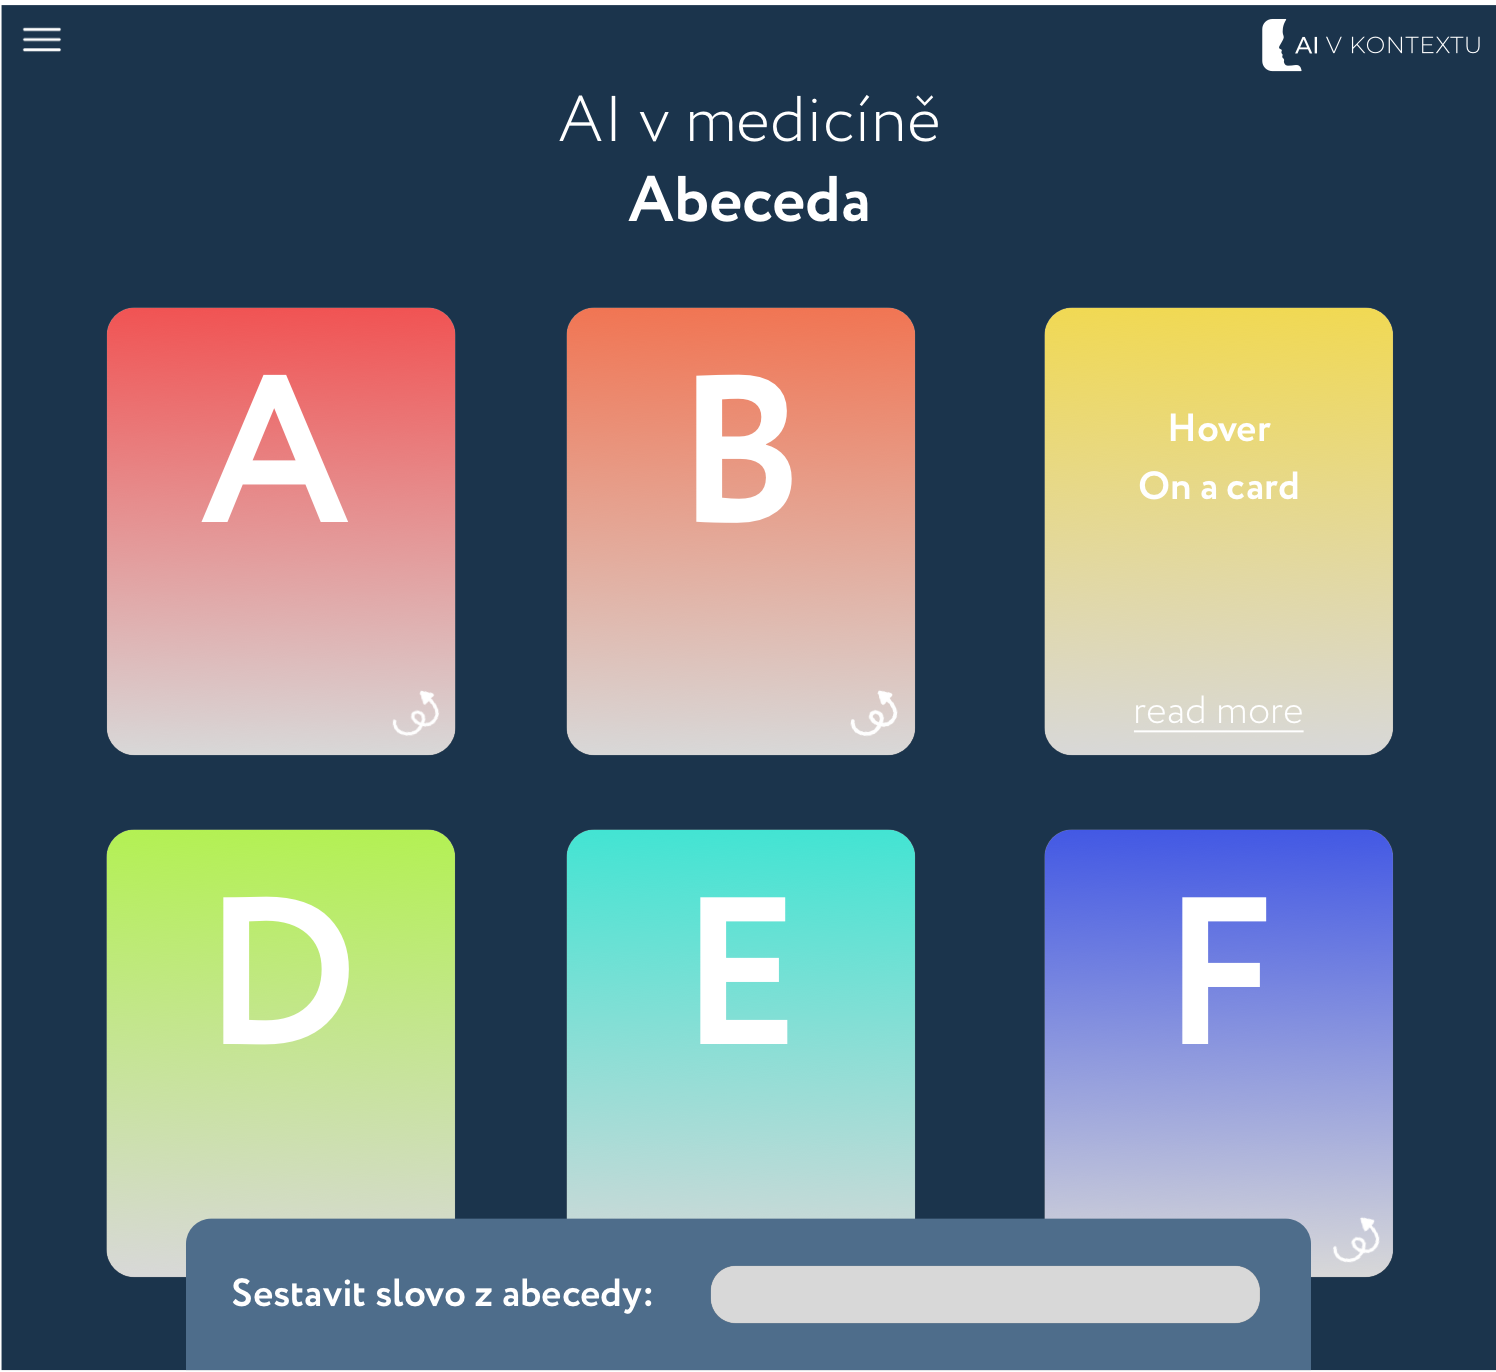 AI V KONTEXTU
AI v medicíně
Abeceda
A
B
Hover
On a card
read more
D
E
F
Sestavit slovo z abecedy: